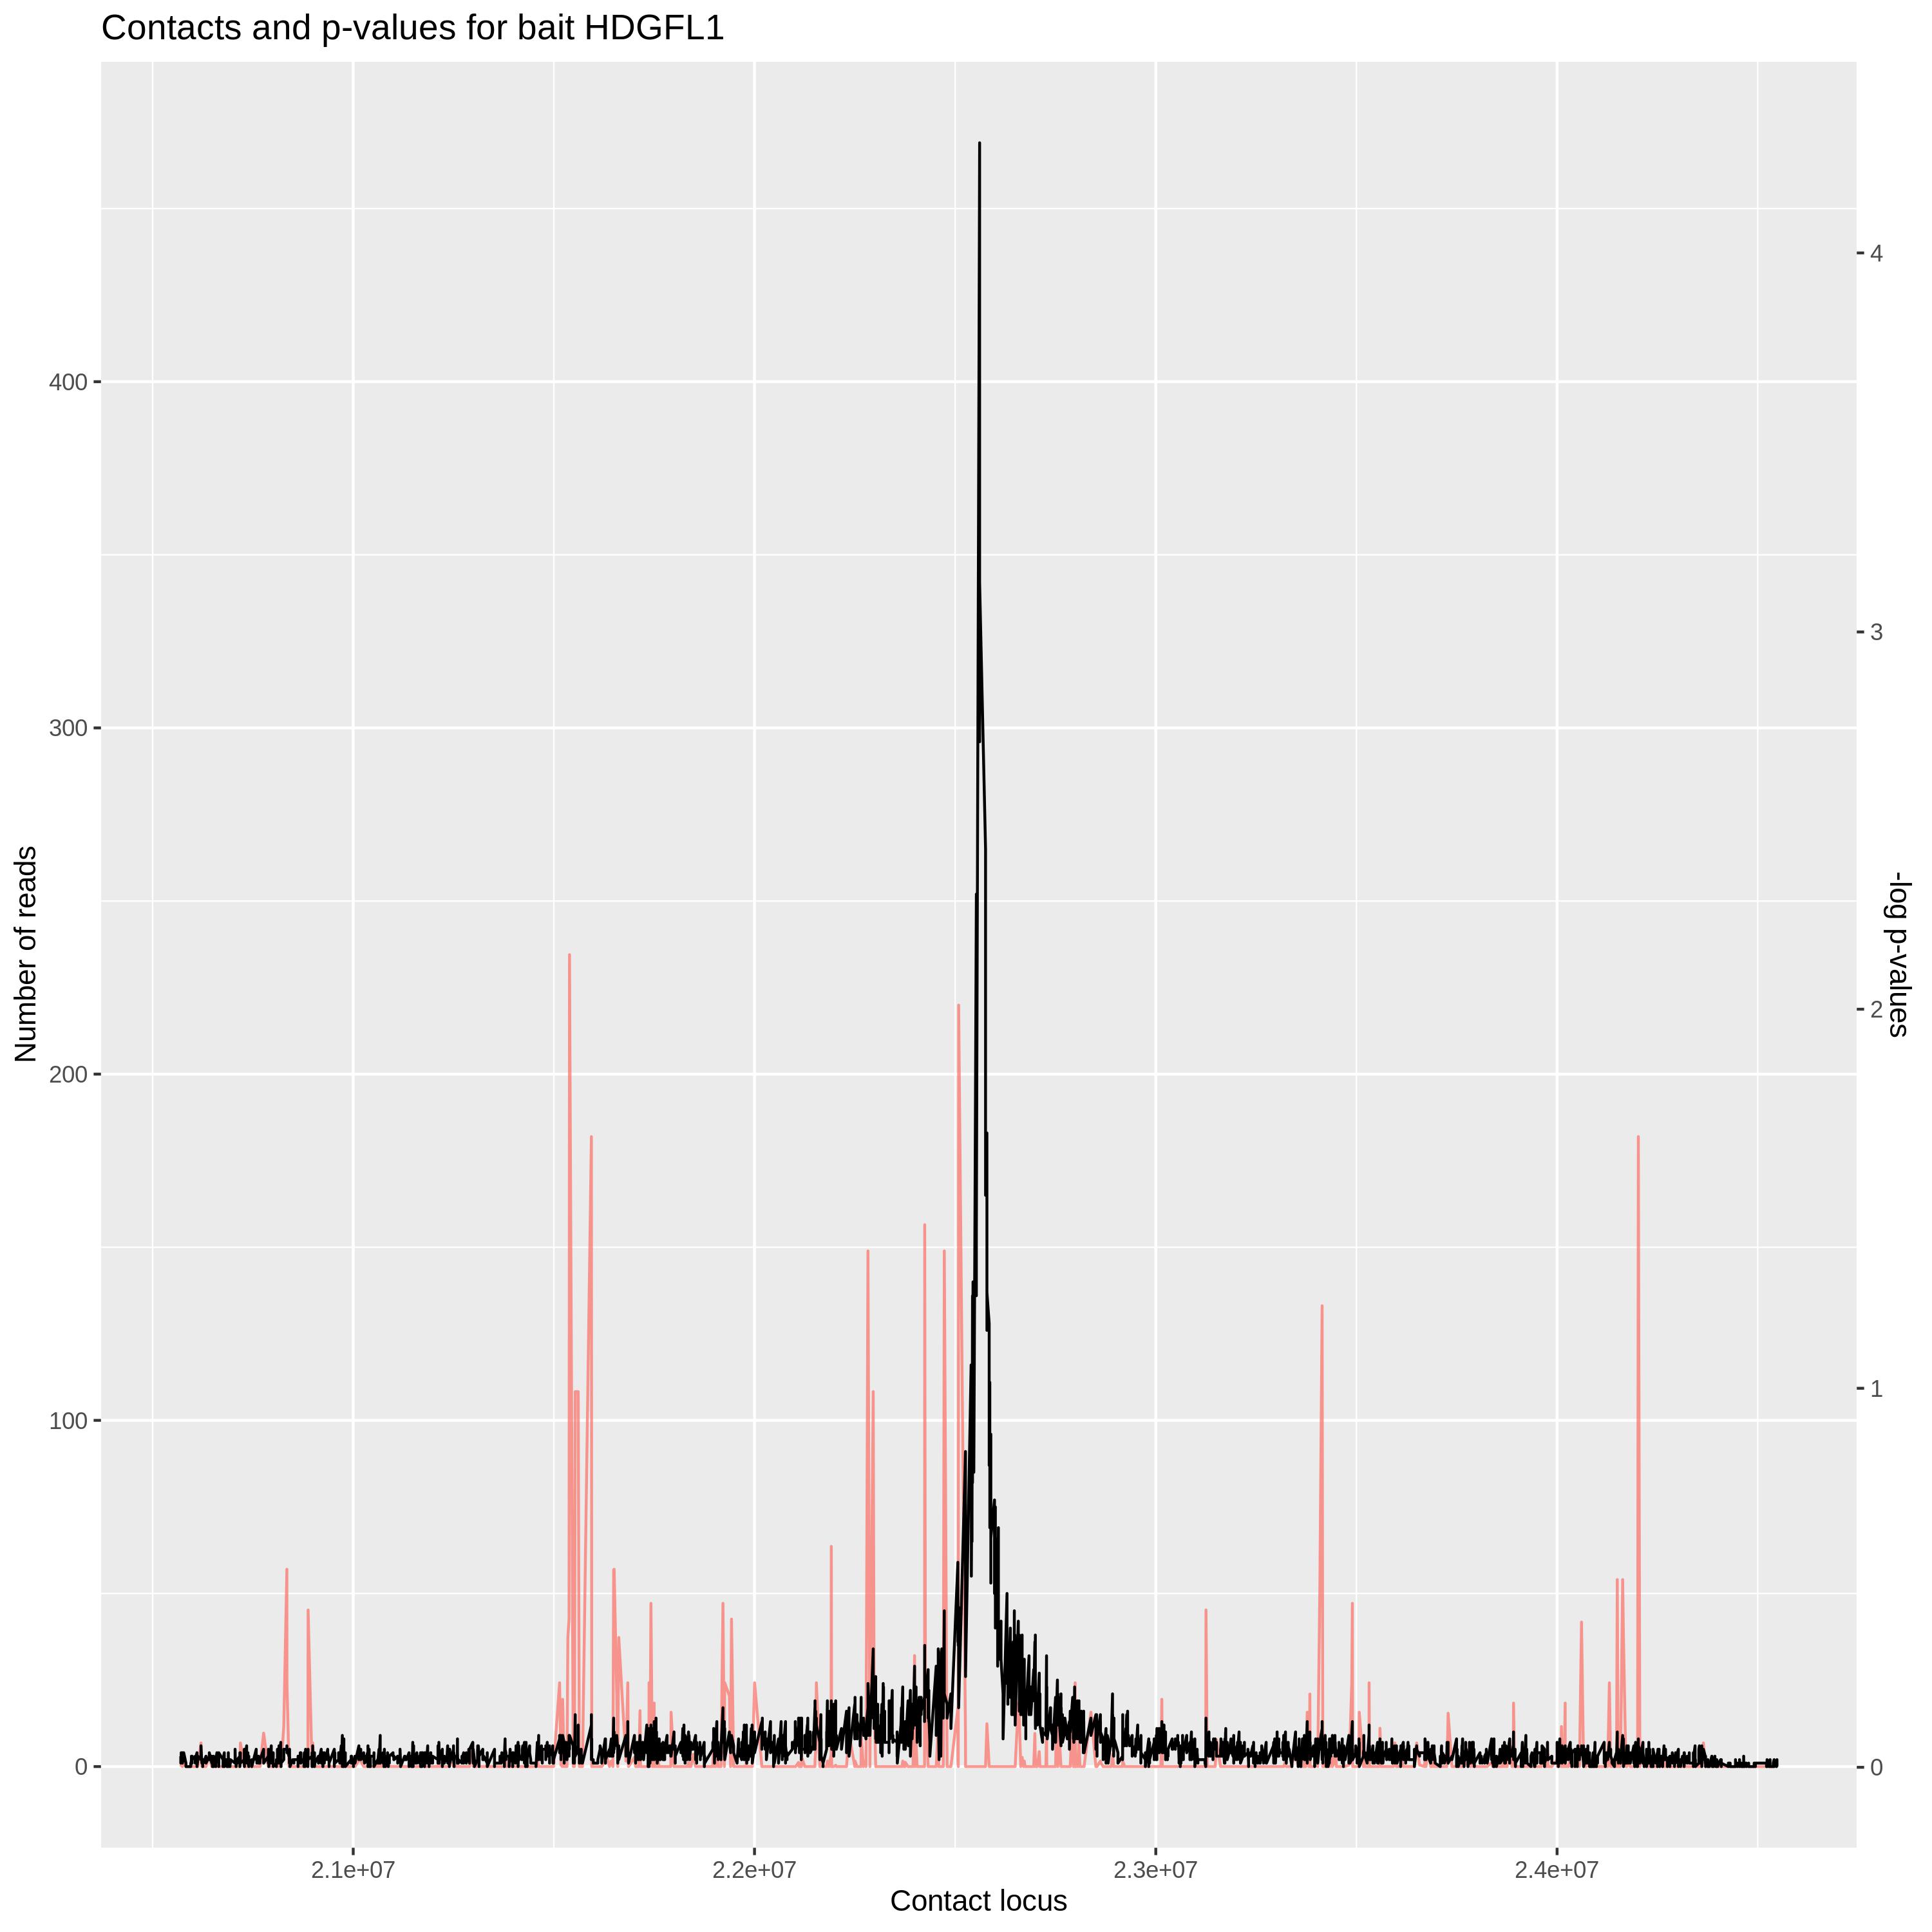 Contacts and p-values for bait HDGFL1
400
300
200
100
0
Number of reads
4
3
2
1
0
-log p-values
2.1e+07
2.2e+07
2.3e+07
2.4e+07
Contact locus